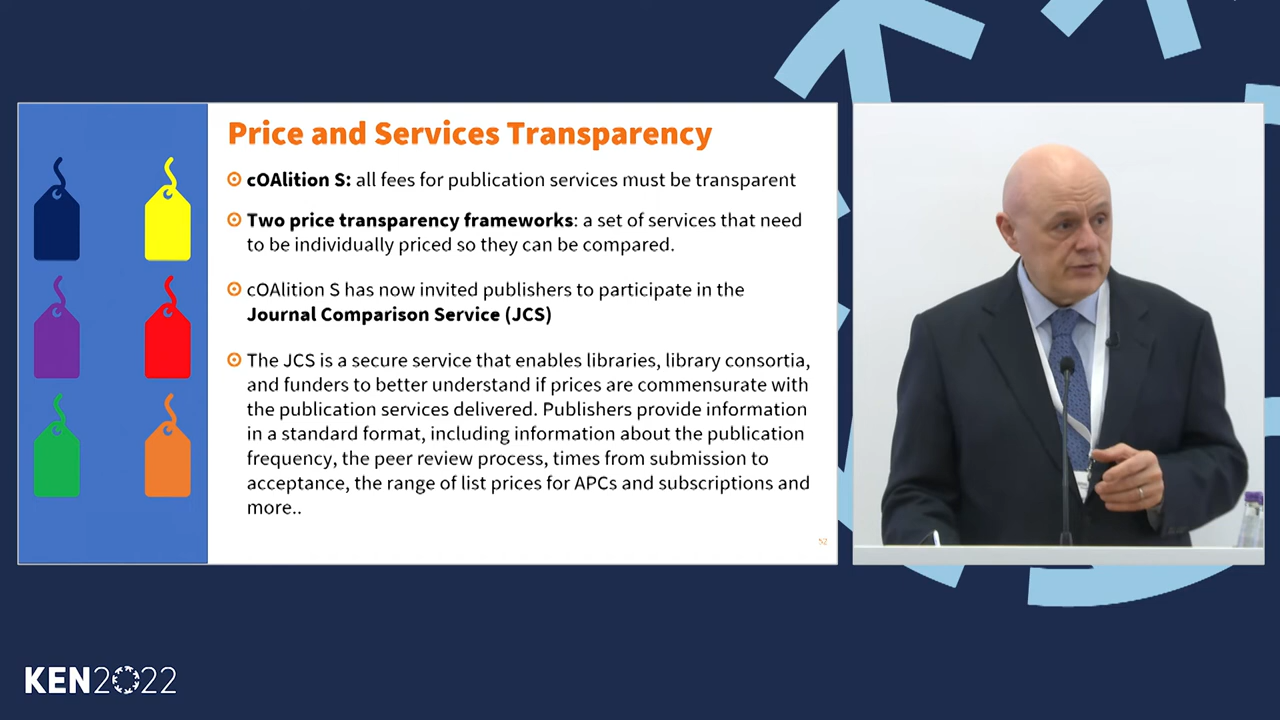 Price and Services Transparency
cOAlition S: all fees for publication services must be transparent
Two price transparency frameworks: a set of services that need
to be individually priced so they can be compared.
cOAlition S has now invited publishers to participate in the
Journal Comparison Service (JCS)
The JCS is a secure service that enables libraries, library consortia,
and funders to better understand if prices are commensurate with
the publication services delivered. Publishers provide information
in a standard format, including information about the publication
frequency, the peer review process, times from submission to
acceptance, the range of list prices for APCs and subscriptions and
more..
52
KEN2022